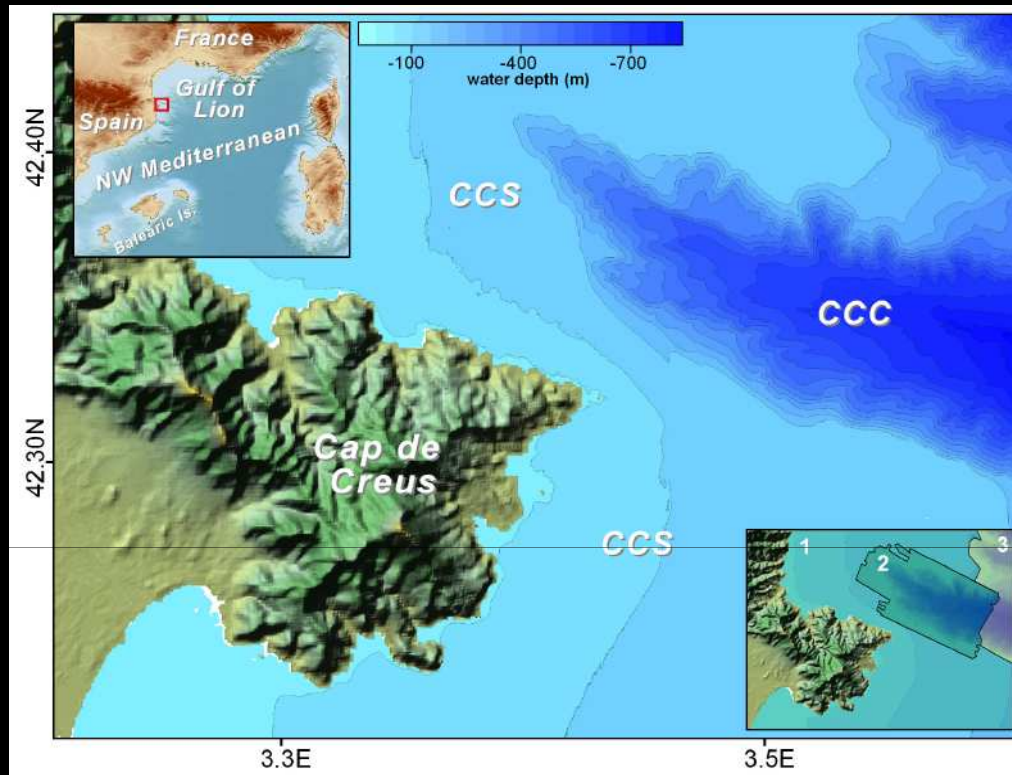 France
Gulf of
Lion
Spain
NW Mediterranean
Balearic Is.
-100
-400
-700
water depth (m)
42.40N
CCS
CCC
42.30N
Cap de
Creus
CCS
1
2
3
3.3E
3.5E